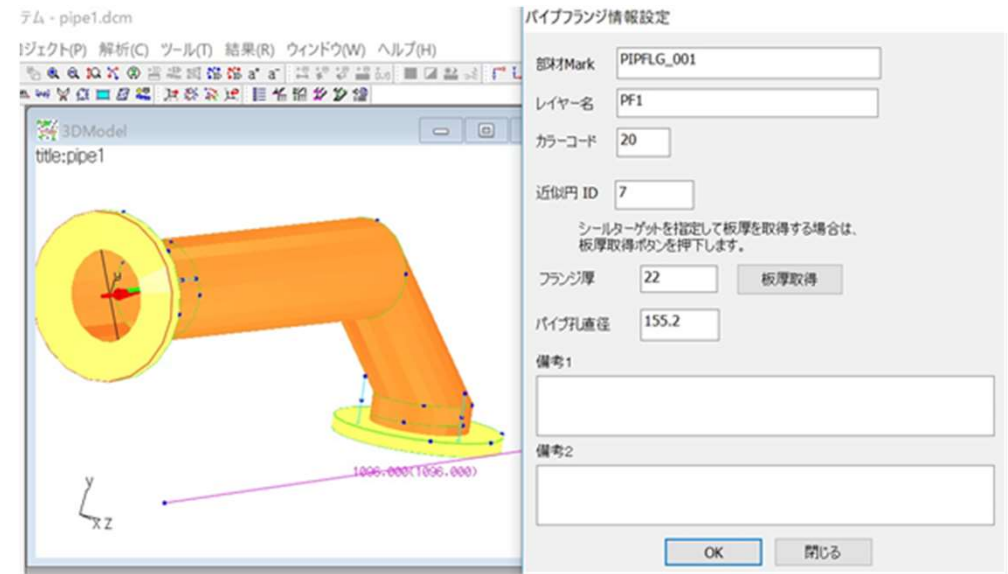 テム - pipe1.dcm
ロジェクト(P) 解析(C) ツール(T) 結果(R) ウィンドウ(W) ヘルプ(H)
3DModel
title:pipe1
y
1096.000(1096.000)
y
x z
パイプフランジ情報設定
部材Mark PIPFLG_001
レイヤー名 PF1
カラーコード 20
近似円 ID 7
シールターゲットを指定して板厚を取得する場合は、
板厚取得ボタンを押下します。
フランジ厚 22 板厚取得
パイプ孔直径 155.2
備考1
備考2
OK 閉じる